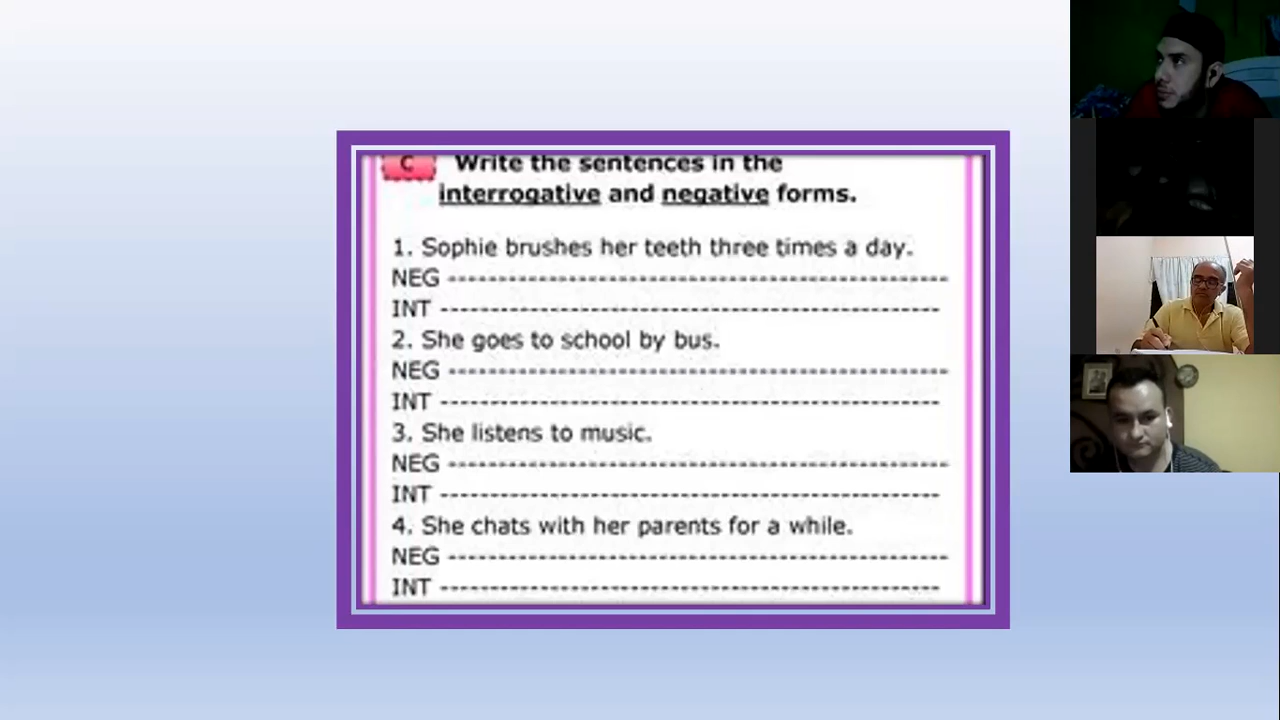 C Write the sentences in the
interrogative and negative forms.
1. Sophie brushes her teeth three times a day.
NEG --------------------------------------------------
INT --------------------------------------------------
2. She goes to school by bus.
NEG --------------------------------------------------
INT --------------------------------------------------
3. She listens to music.
NEG --------------------------------------------------
INT --------------------------------------------------
4. She chats with her parents for a while.
NEG --------------------------------------------------
INT --------------------------------------------------